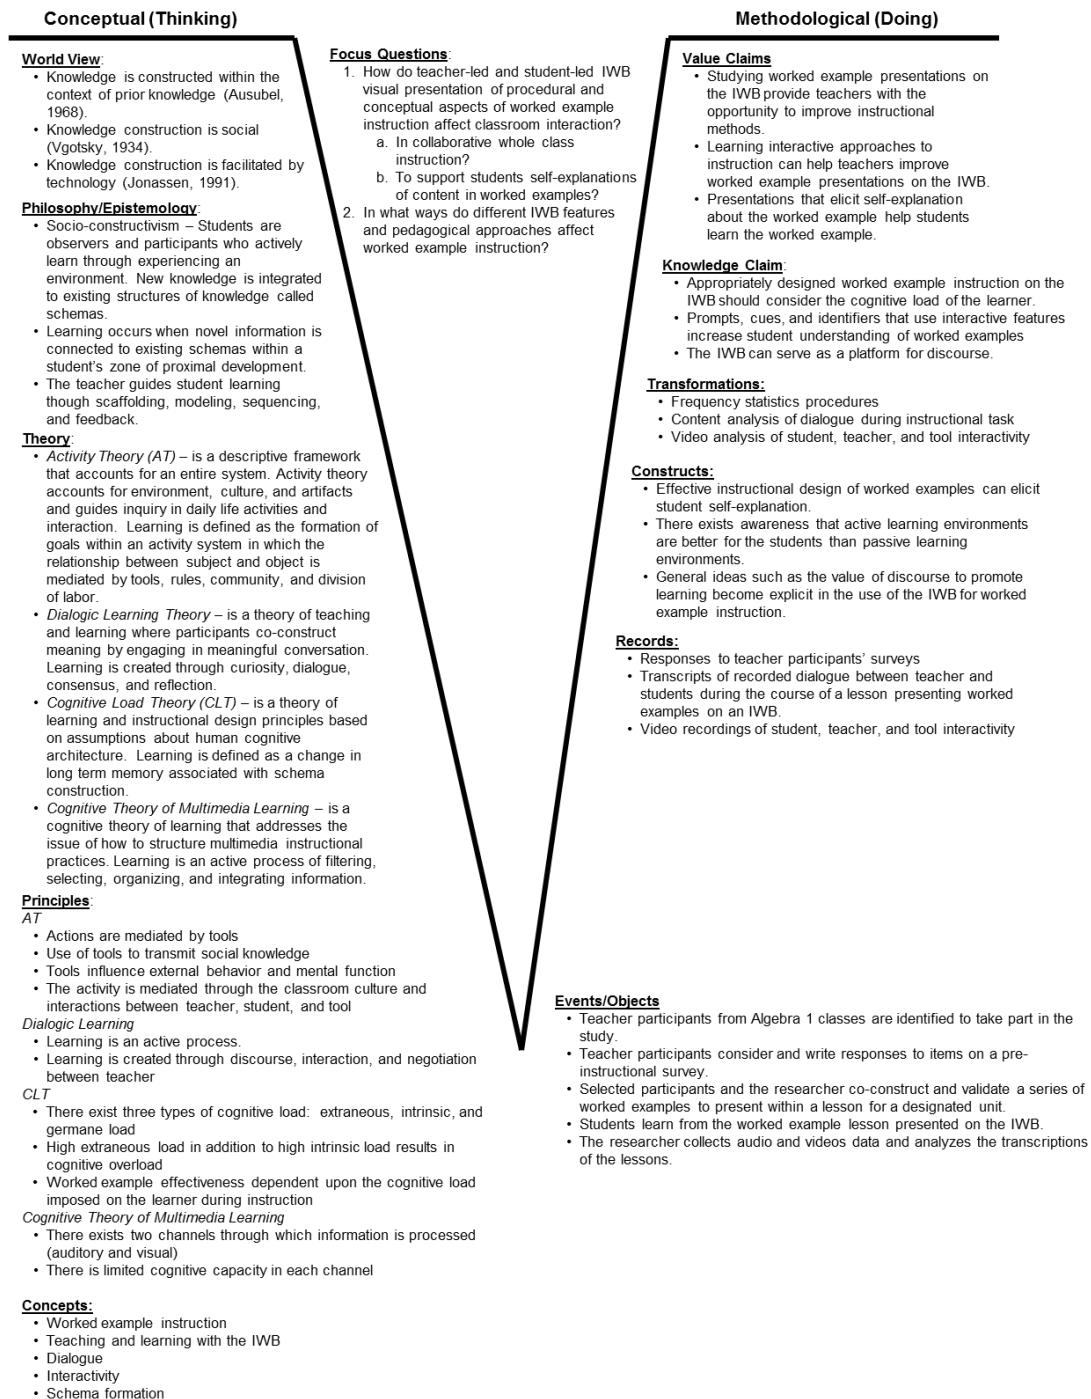 Conceptual (Thinking)
World View:
• Knowledge is constructed within the
context of prior knowledge (Ausubel,
1968).
• Knowledge construction is social
(Vgotsky, 1934).
• Knowledge construction is facilitated by
technology (Jonassen, 1991).
Philosophy/Epistemology:
• Socio-constructivism – Students are
observers and participants who actively
learn through experiencing an
environment. New knowledge is integrated
to existing structures of knowledge called
schemas.
• Learning occurs when novel information is
connected to existing schemas within a
student's zone of proximal development.
• The teacher guides student learning
though scaffolding, modeling, sequencing,
and feedback.
Theory:
• Activity Theory (AT) – is a descriptive framework
that accounts for an entire system. Activity theory
accounts for environment, culture, and artifacts
and guides inquiry in daily life activities and
interaction. Learning is defined as the formation of
goals within an activity system in which the
relationship between subject and object is
mediated by tools, rules, community, and division
of labor.
• Dialogic Learning Theory – is a theory of teaching
and learning where participants co-construct
meaning by engaging in meaningful conversation.
Learning is created through curiosity, dialogue,
consensus, and reflection.
• Cognitive Load Theory (CLT) – is a theory of
learning and instructional design principles based
on assumptions about human cognitive
architecture. Learning is defined as a change in
long term memory associated with schema
construction.
• Cognitive Theory of Multimedia Learning – is a
cognitive theory of learning that addresses the
issue of how to structure multimedia instructional
practices. Learning is an active process of filtering,
selecting, organizing, and integrating information.
Principles:
AT
• Actions are mediated by tools
• Use of tools to transmit social knowledge
• Tools influence external behavior and mental function
• The activity is mediated through the classroom culture and
interactions between teacher, student, and tool
Dialogic Learning
• Learning is an active process.
• Learning is created through discourse, interaction, and negotiation
between teacher
CLT
• There exist three types of cognitive load: extraneous, intrinsic, and
germane load
• High extraneous load in addition to high intrinsic load results in
cognitive overload
• Worked example effectiveness dependent upon the cognitive load
imposed on the learner during instruction
Cognitive Theory of Multimedia Learning
• There exists two channels through which information is processed
(auditory and visual)
• There is limited cognitive capacity in each channel
Concepts:
• Worked example instruction
• Teaching and learning with the IWB
• Dialogue
• Interactivity
• Schema formation
Focus Questions:
1. How do teacher-led and student-led IWB
visual presentation of procedural and
conceptual aspects of worked example
instruction affect classroom interaction?
a. In collaborative whole class
instruction?
b. To support students self-explanations
of content in worked examples?
2. In what ways do different IWB features
and pedagogical approaches affect
worked example instruction?
Methodological (Doing)
Value Claims
• Studying worked example presentations on
the IWB provide teachers with the
opportunity to improve instructional
methods.
• Learning interactive approaches to
instruction can help teachers improve
worked example presentations on the IWB.
• Presentations that elicit self-explanation
about the worked example help students
learn the worked example.
Knowledge Claim:
• Appropriately designed worked example instruction on the
IWB should consider the cognitive load of the learner.
• Prompts, cues, and identifiers that use interactive features
increase student understanding of worked examples
• The IWB can serve as a platform for discourse.
Transformations:
• Frequency statistics procedures
• Content analysis of dialogue during instructional task
• Video analysis of student, teacher, and tool interactivity
Constructs:
• Effective instructional design of worked examples can elicit
student self-explanation.
• There exists awareness that active learning environments
are better for the students than passive learning
environments.
• General ideas such as the value of discourse to promote
learning become explicit in the use of the IWB for worked
example instruction.
Records:
• Responses to teacher participants' surveys
• Transcripts of recorded dialogue between teacher and
students during the course of a lesson presenting worked
examples on an IWB.
• Video recordings of student, teacher, and tool interactivity
Events/Objects
• Teacher participants from Algebra 1 classes are identified to take part in the
study.
• Teacher participants consider and write responses to items on a pre-
instructional survey.
• Selected participants and the researcher co-construct and validate a series of
worked examples to present within a lesson for a designated unit.
• Students learn from the worked example lesson presented on the IWB.
• The researcher collects audio and videos data and analyzes the transcriptions
of the lessons.